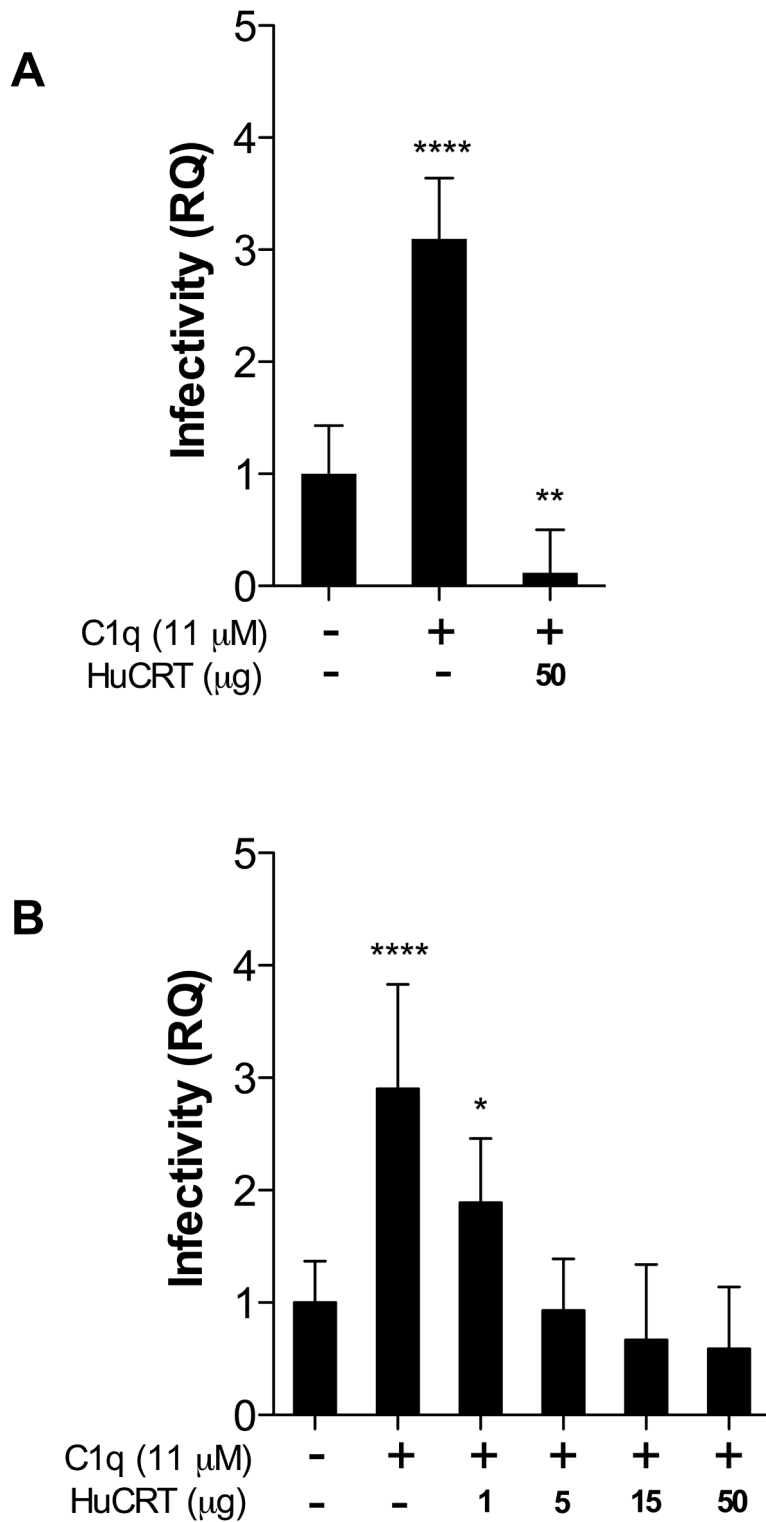 A
Infectivity (RQ)
5
4
3
2
1
0
****
**
C1q (11 μM) - + +
HuCRT (μg) - - 50
B
Infectivity (RQ)
5
4
3
2
1
0
****
*
C1q (11 μM) - + + + + +
HuCRT (μg) - - 1 5 15 50